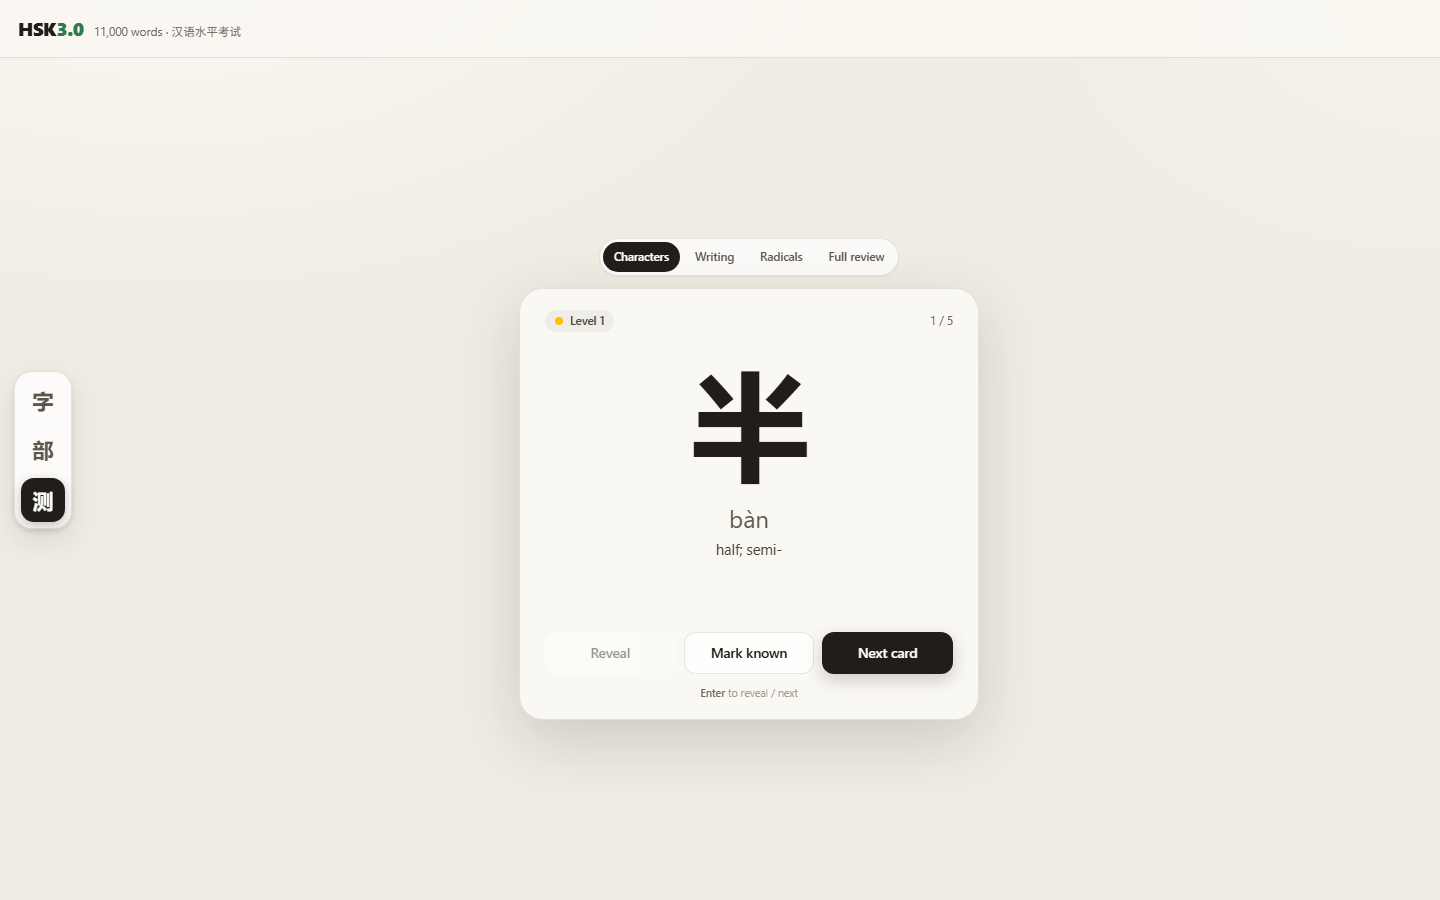 HSK3.0 11,000 words · 汉语水平考试
Characters Writing Radicals Full review
Level 1 1 / 5
字
部
测
半
bàn
half; semi-
Reveal Mark known Next card
Enter to reveal / next